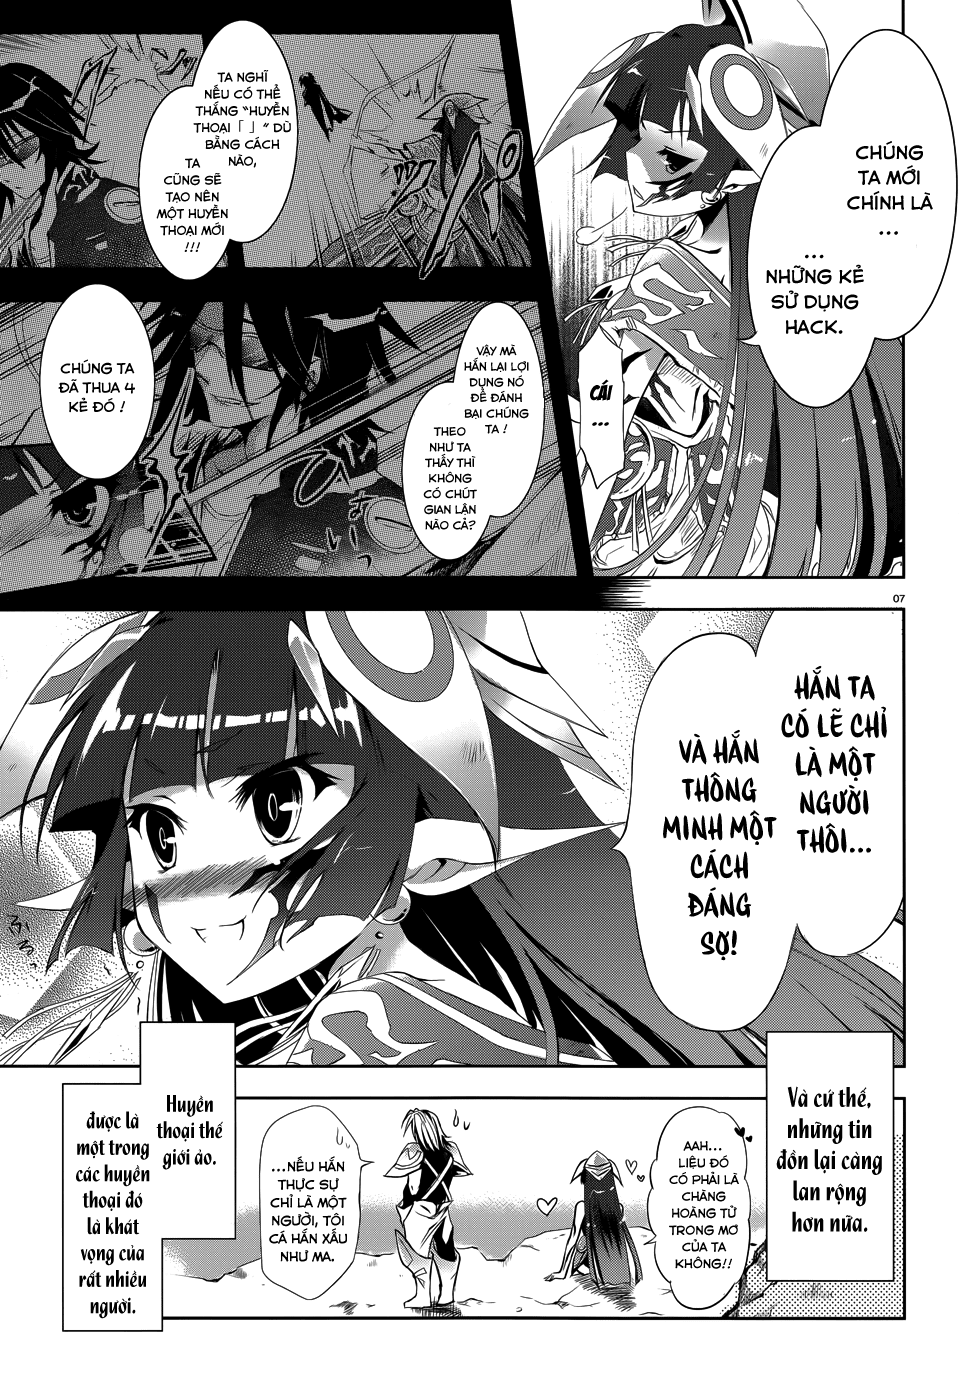 CHÚNG
TA MỚI
CHÍNH LÀ
...
...
NHỮNG KẺ
SỬ DỤNG
HACK.
CÁI
...
TA NGHĨ
NẾU CÓ THỂ
THẮNG "HUYỀN
THOẠI「 」" DÙ
BẰNG CÁCH
NÀO,
TA
CŨNG SẼ
TẠO NÊN
MỘT HUYỀN
THOẠI MỚI
!!!
VẬY MÀ
HẮN LẠI LỢI
DỤNG NÓ
ĐỂ ĐÁNH
BẠI CHÚNG
TA !
THEO
NHƯ TA
THẤY THÌ
KHÔNG
CÓ CHÚT
GIAN LẬN
NÀO CẢ?
CHÚNG TA
ĐÃ THUA 4
KẺ ĐÓ !
07
HẮN TA
CÓ LẼ CHỈ
LÀ MỘT
NGƯỜI
THÔI...
VÀ HẮN
THÔNG
MINH MỘT
CÁCH
ĐÁNG
SỢ!
Và cứ thế,
những tin
đồn lại càng
lan rộng
hơn nữa.
AAH...
LIỆU ĐÓ
CÓ PHẢI LÀ
CHÀNG
HOÀNG TỬ
TRONG MƠ
CỦA TA
KHÔNG!!
...NẾU HẮN
THỰC SỰ
CHỈ LÀ MỘT
NGƯỜI, TÔI
CÁ HẮN XẤU
NHƯ MA.
Huyền
thoại thế
giới ảo.
được là
một trong
các huyền
thoại đó
là khát
vọng của
rất nhiều
người.